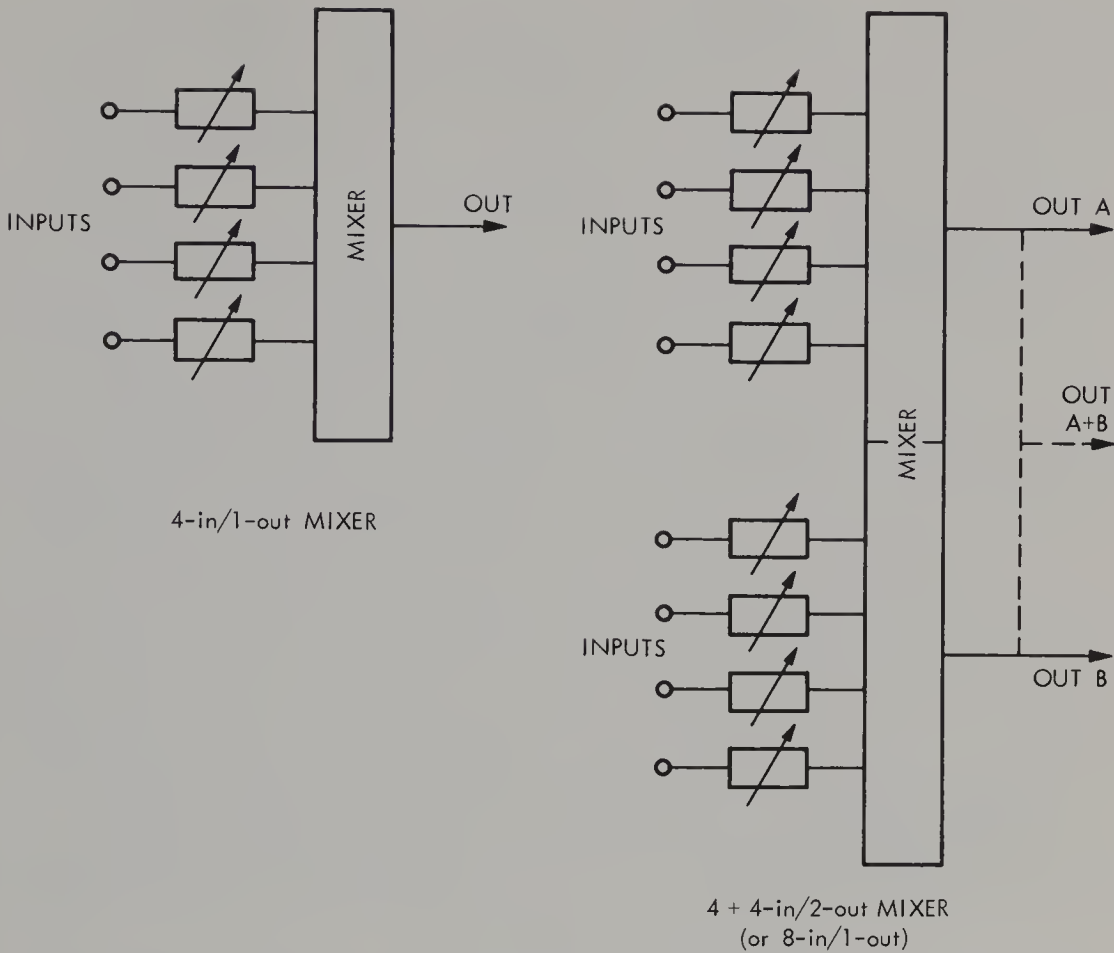 INPUTS
MIXER
OUT
4-in/1-out MIXER
INPUTS
INPUTS
MIXER
OUT A
OUT
A+B
OUT B
4 + 4-in/2-out MIXER
(or 8-in/1-out)